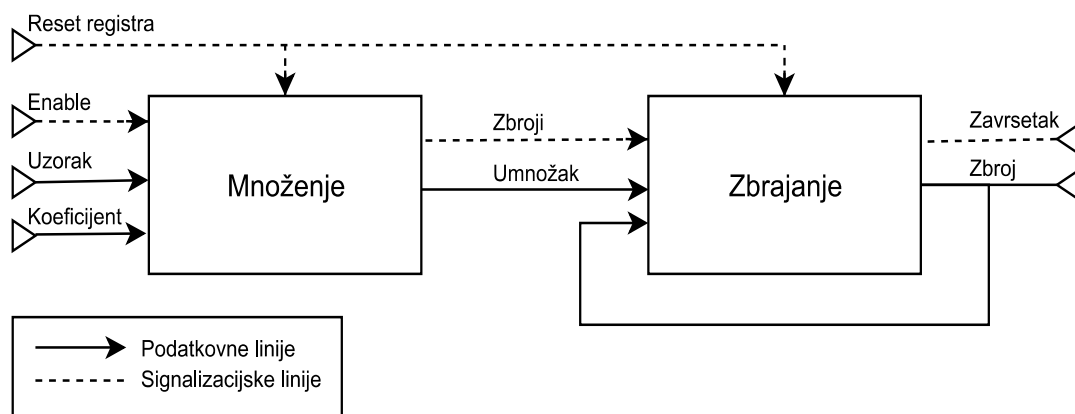 Reset registra
Enable
Uzorak
Koeficijent
Množenje
Zbroji
Umnožak
Zbrajanje
Zavrsetak
Zbroj
Podatkovne linije
Signalizacijske linije